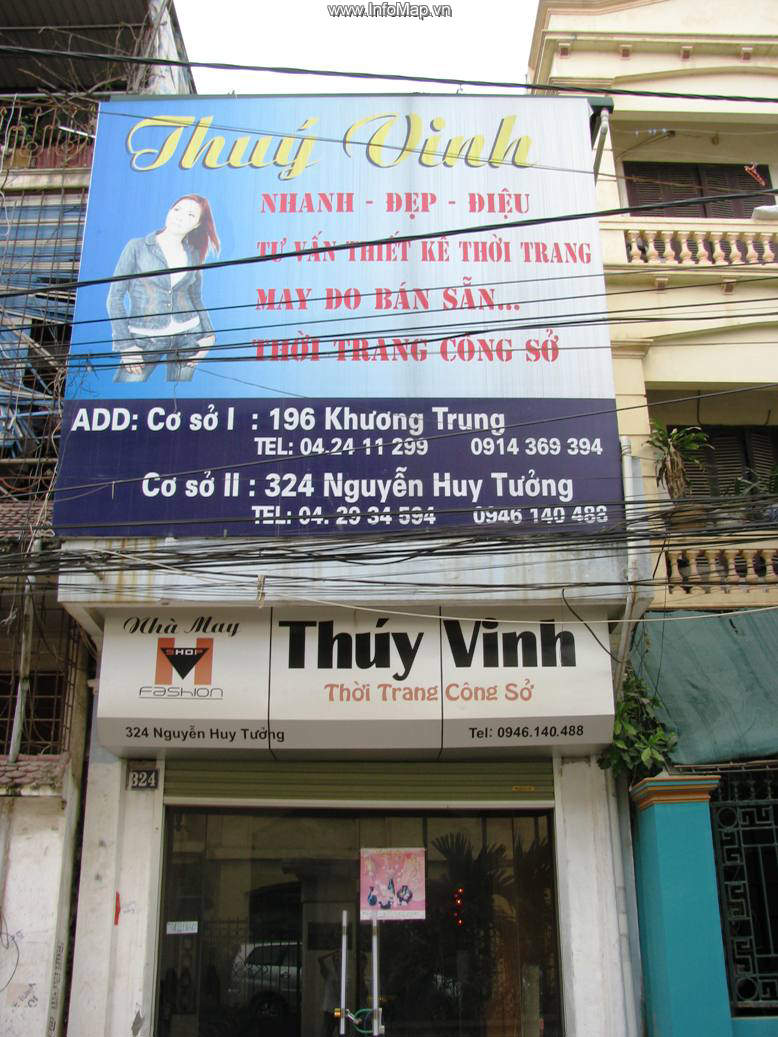 www.InfoMap.vn
Thuý Vinh
NHANH - ĐẸP - ĐIỆU
TƯ VẤN THIẾT KẾ THỜI TRANG
MAY ĐO BÁN SẴN...
THỜI TRANG CÔNG SỞ
ADD: Cơ sở I : 196 Khương Trung
TEL: 04.24 11 299 0914 369 394
Cơ sở II : 324 Nguyễn Huy Tưởng
TEL: 04. 29 34 594 0946 140 488
Nhà May
SHOP
Fashion
Thúy Vinh
Thời Trang Công Sở
324 Nguyễn Huy Tưởng
Tel: 0946.140.488
324